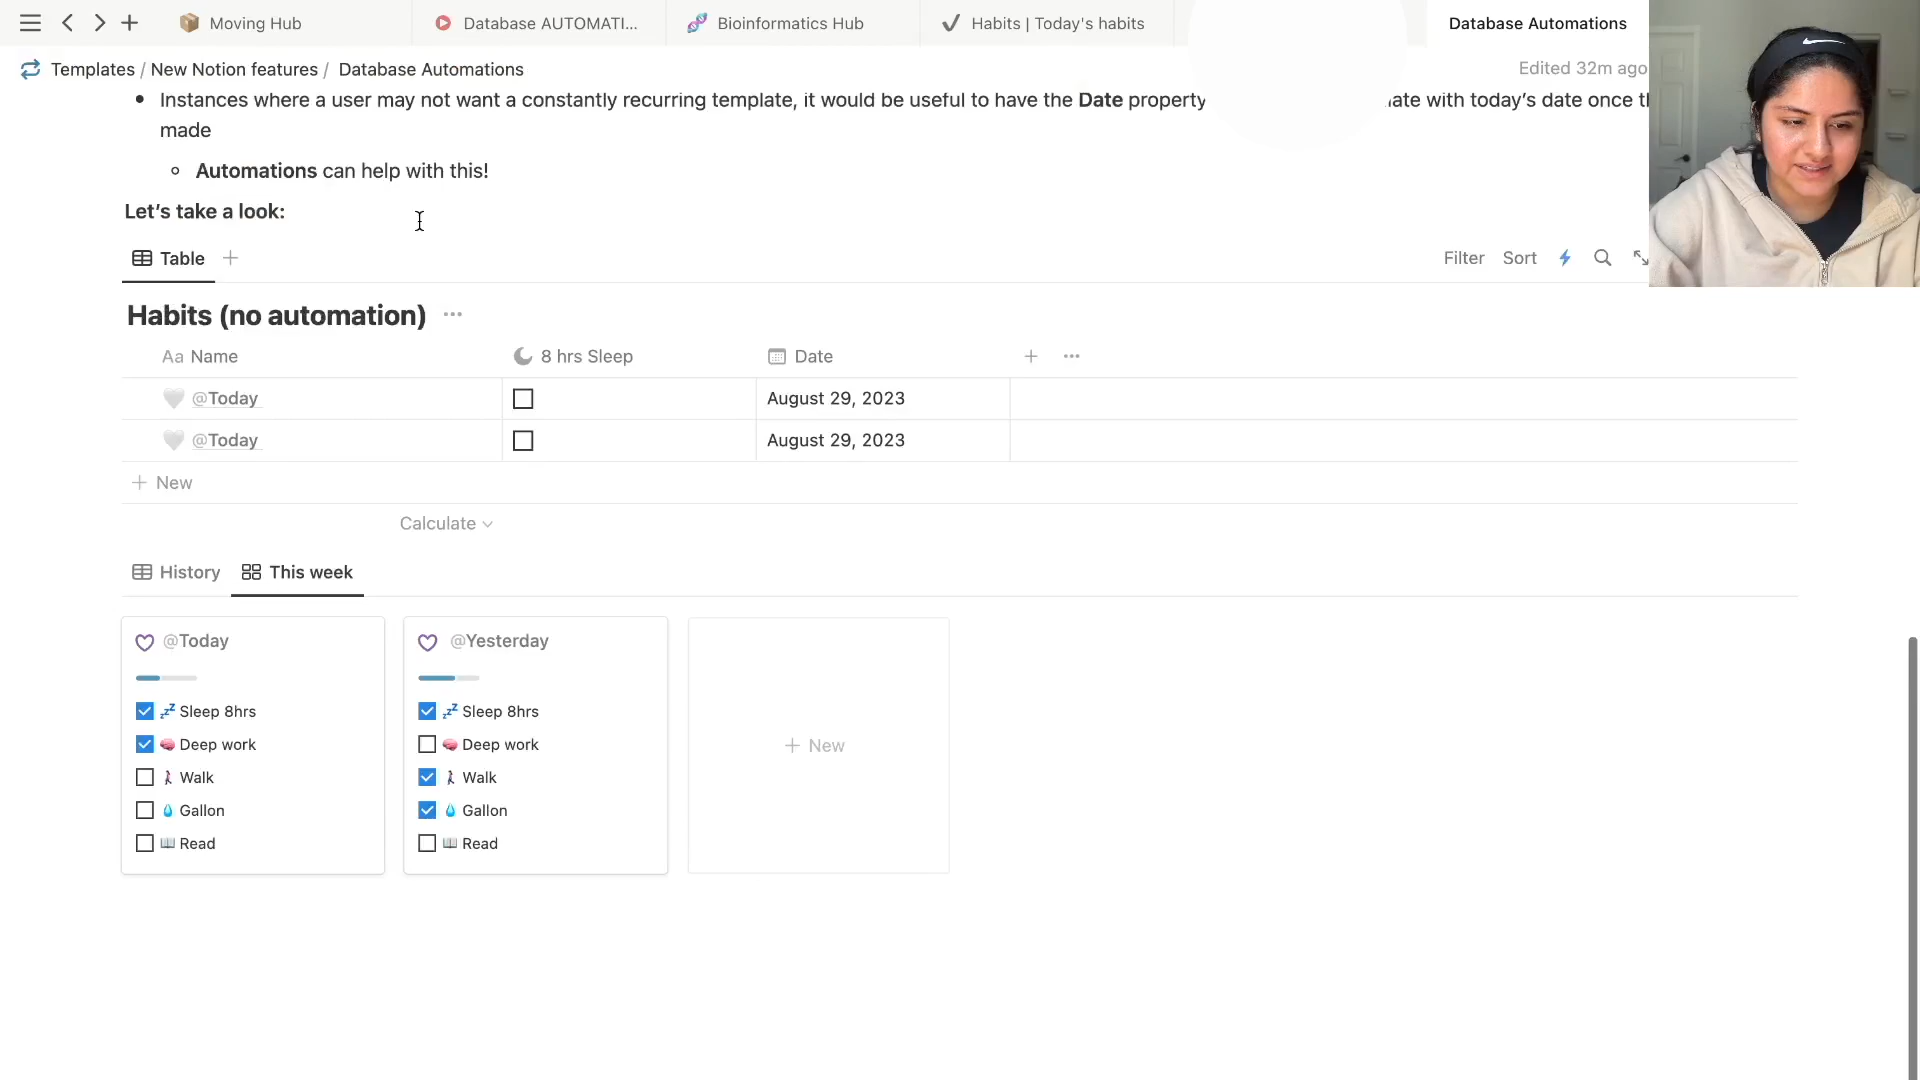 Moving Hub
Database AUTOMATI...
Bioinformatics Hub
Habits | Today's habits
Database Automations
Templates / New Notion features / Database Automations
Edited 32m ago
Instances where a user may not want a constantly recurring template, it would be useful to have the Date property with today's date once
made
Automations can help with this!
Let's take a look:
Table
Filter Sort
Habits (no automation) ...
Aa Name 8 hrs Sleep Date
@Today August 29, 2023
@Today August 29, 2023
+ New
Calculate
History This week
@Today
Sleep 8hrs
Deep work
Walk
Gallon
Read
@Yesterday
Sleep 8hrs
Deep work
Walk
Gallon
Read
+ New